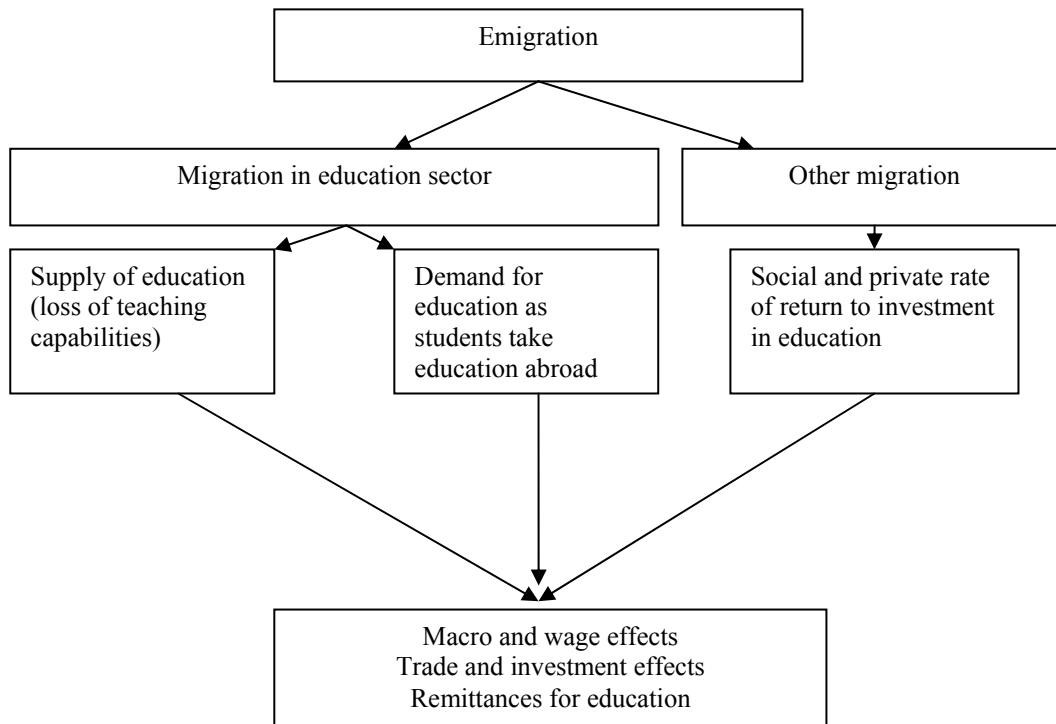 Emigration
Migration in education sector
Other migration
Supply of education
(loss of teaching
capabilities)
Demand for
education as
students take
education abroad
Social and private rate
of return to investment
in education
Macro and wage effects
Trade and investment effects
Remittances for education